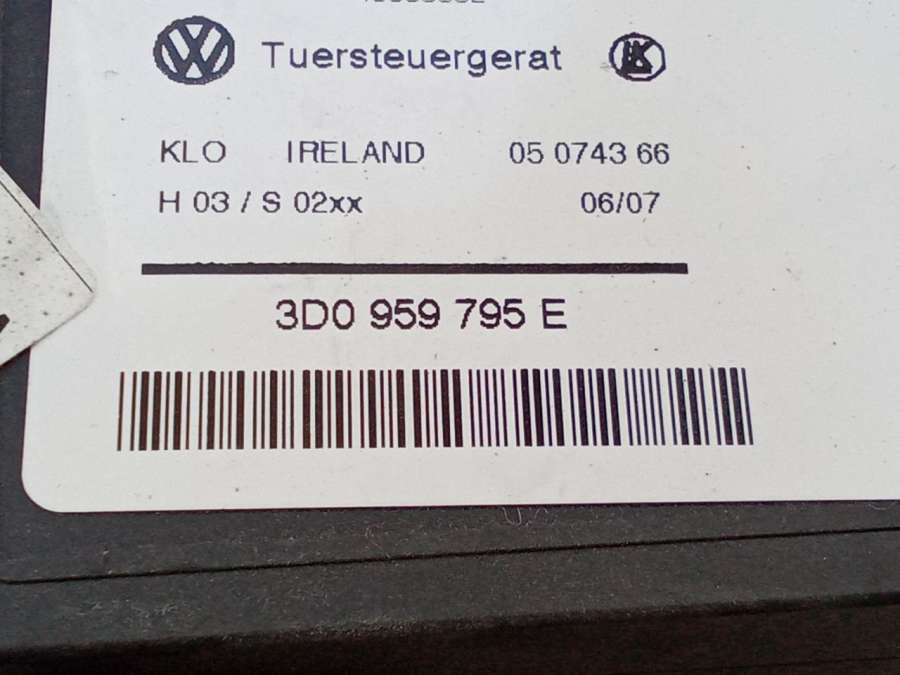 Tuersteuergerat
KLO IRELAND 05 0743 66
H 03 / S 02xx 06/07
3D0 959 795 E